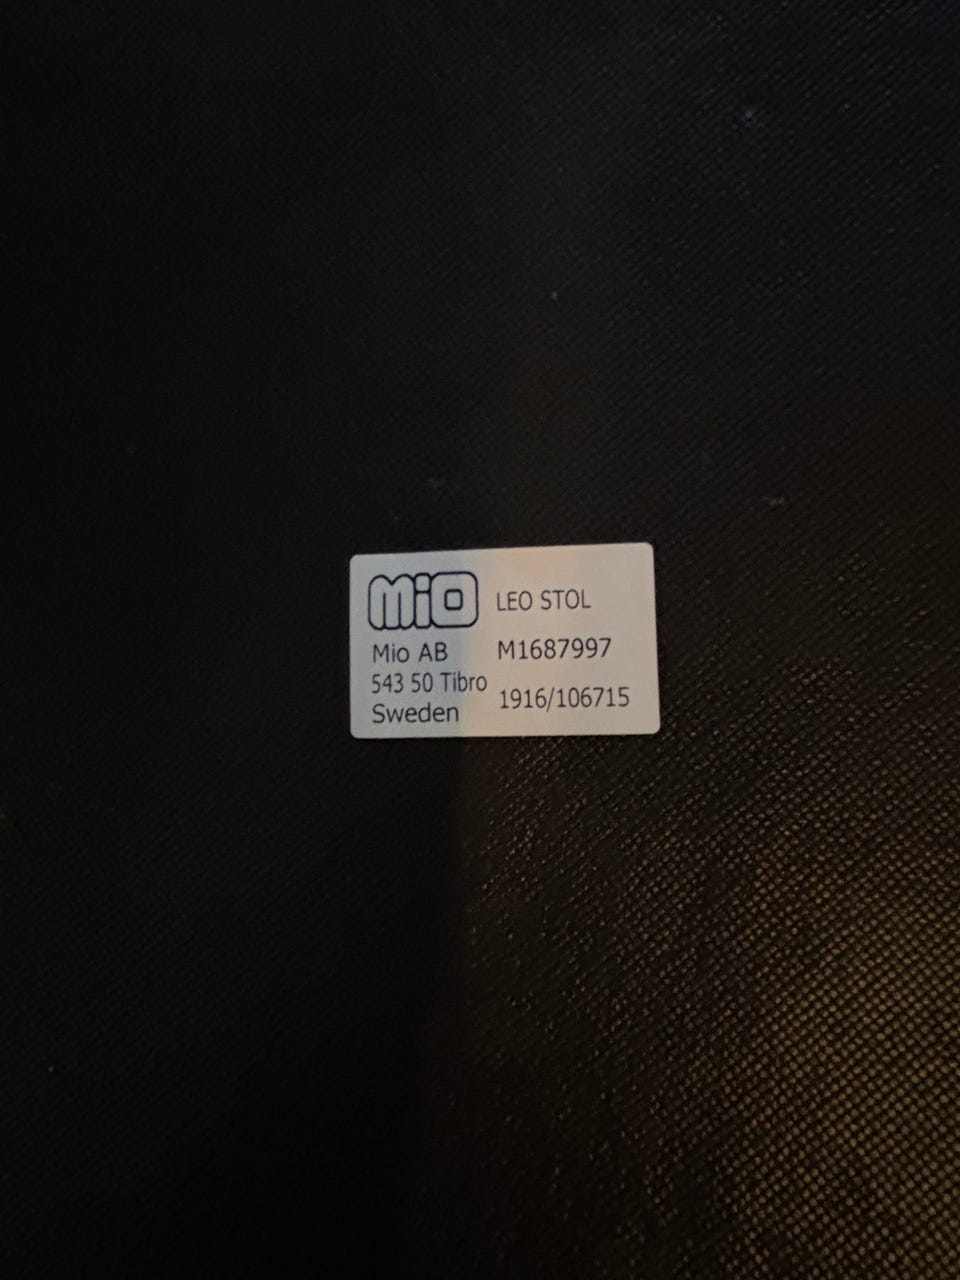 mio
LEO STOL
Mio AB
M1687997
543 50 Tibro
1916/106715
Sweden